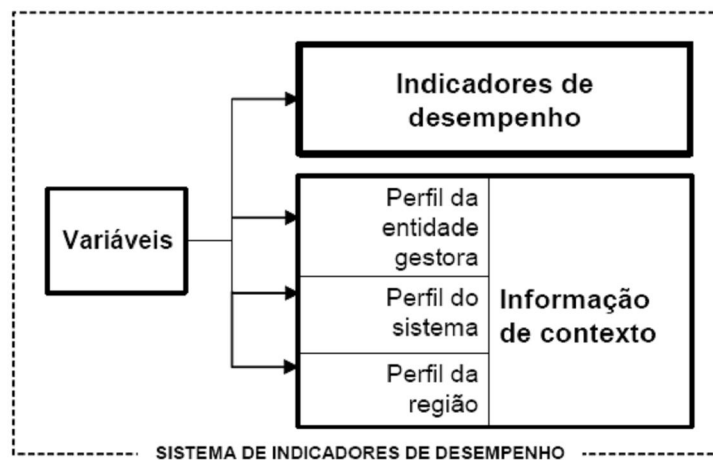 Indicadores de
desempenho
Variáveis
Perfil da
entidade
gestora
Perfil do
sistema
Perfil da
região
Informação
de contexto
SISTEMA DE INDICADORES DE DESEMPENHO